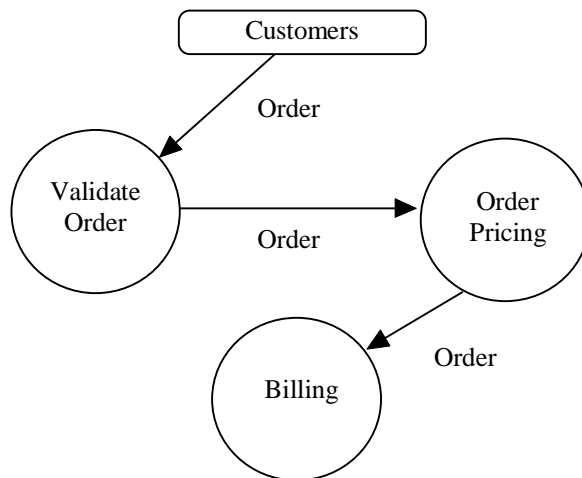 Customers
Order
Validate
Order
Order
Pricing
Order
Order
Billing